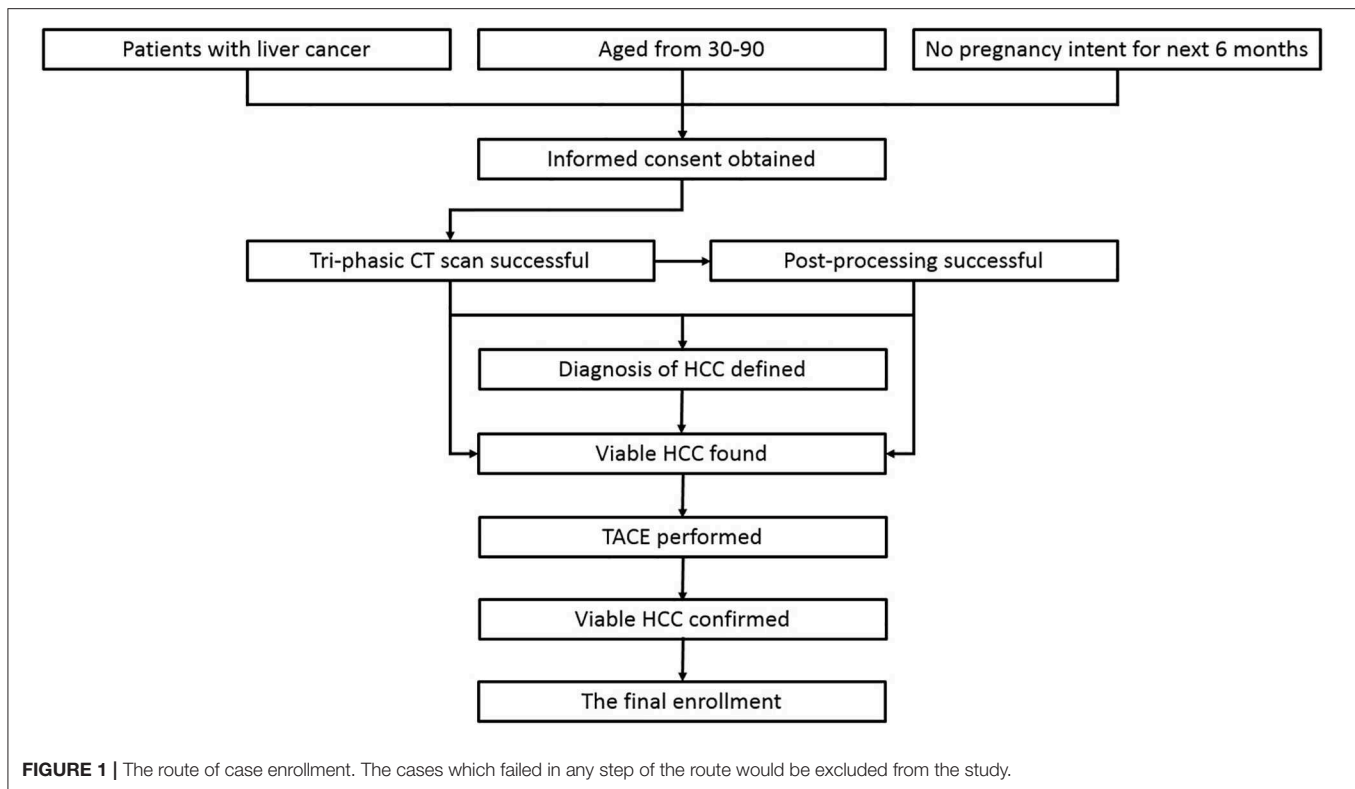 Patients with liver cancer
Aged from 30-90
No pregnancy intent for next 6 months
Informed consent obtained
Tri-phasic CT scan successful
Post-processing successful
Diagnosis of HCC defined
Viable HCC found
TACE performed
Viable HCC confirmed
The final enrollment
FIGURE 1 | The route of case enrollment. The cases which failed in any step of the route would be excluded from the study.